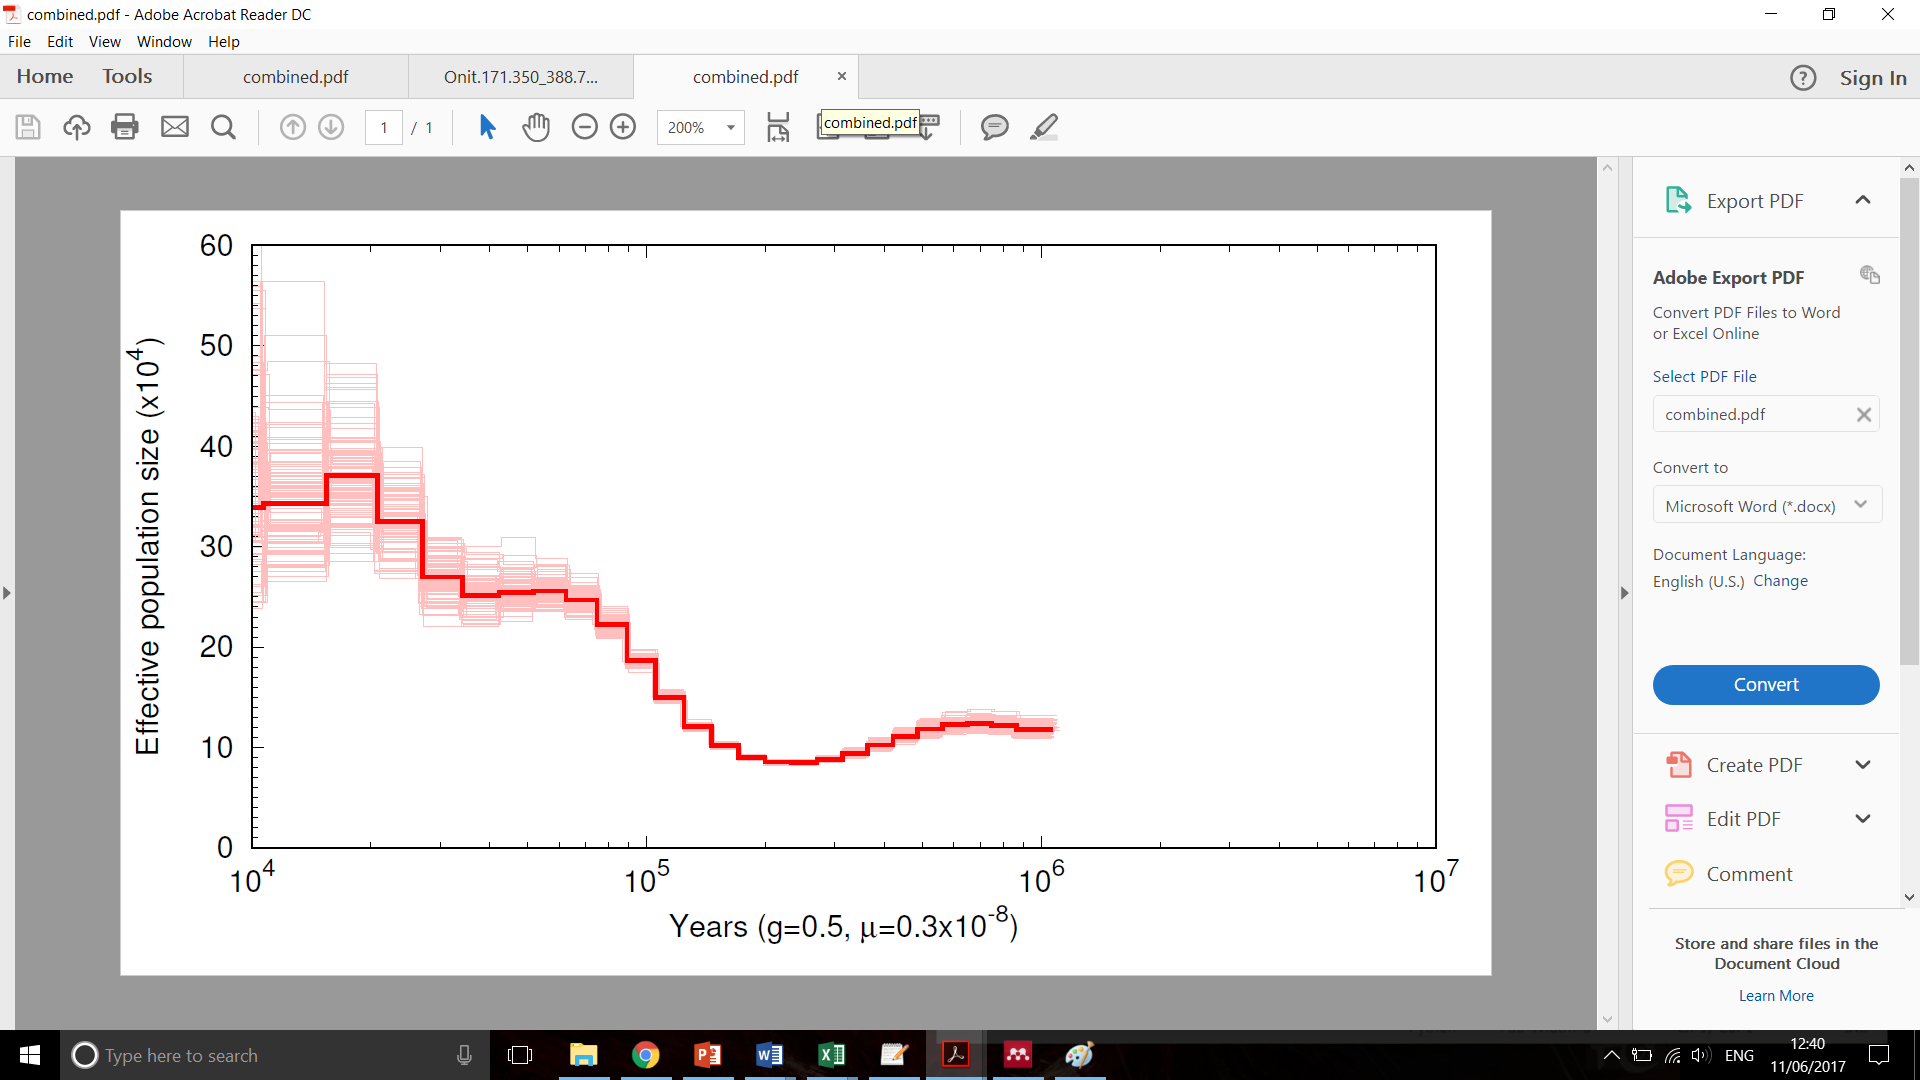 combined.pdf - Adobe Acrobat Reader DC
File Edit View Window Help
Home Tools combined.pdf Onit.171.350_388.7... combined.pdf Sign In
1 / 1 200% combined.pdf
Export PDF
Adobe Export PDF
Convert PDF Files to Word
or Excel Online
Select PDF File
combined.pdf
Convert to
Microsoft Word (*.docx)
Document Language:
English (U.S.) Change
Convert
Create PDF
Edit PDF
Comment
Store and share files in the
Document Cloud
Learn More
Effective population size (x10⁴)
60
50
40
30
20
10
0
10⁴ 10⁵ 10⁶ 10⁷
Years (g=0.5, μ=0.3x10⁻⁸)
Type here to search
ENG
12:40
11/06/2017